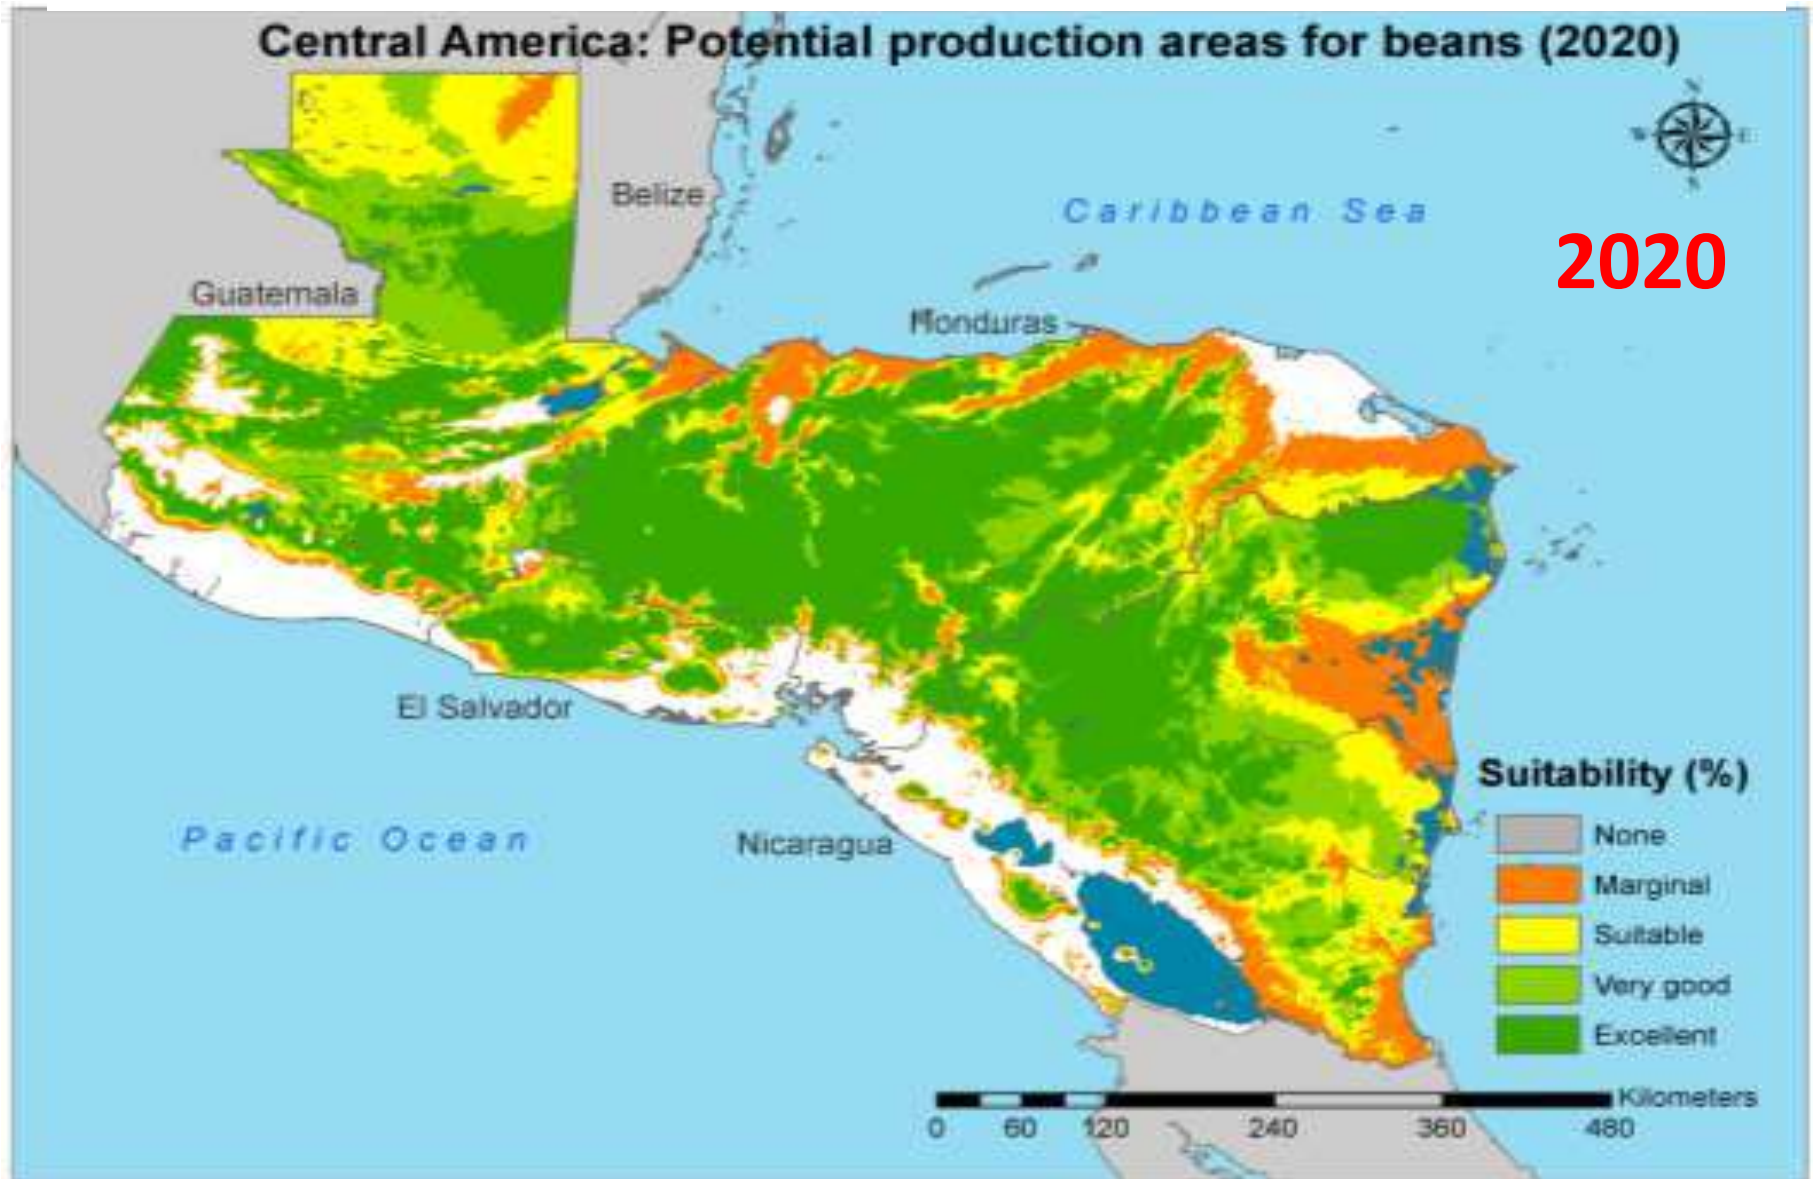 Central America: Potential production areas for beans (2020)
N
W
E
S
Belize
Caribbean Sea
2020
Guatemala
Honduras
El Salvador
Pacific Ocean
Nicaragua
Suitability (%)
None
Marginal
Suitable
Very good
Excellent
Kilometers
0 60 120 240 360 480